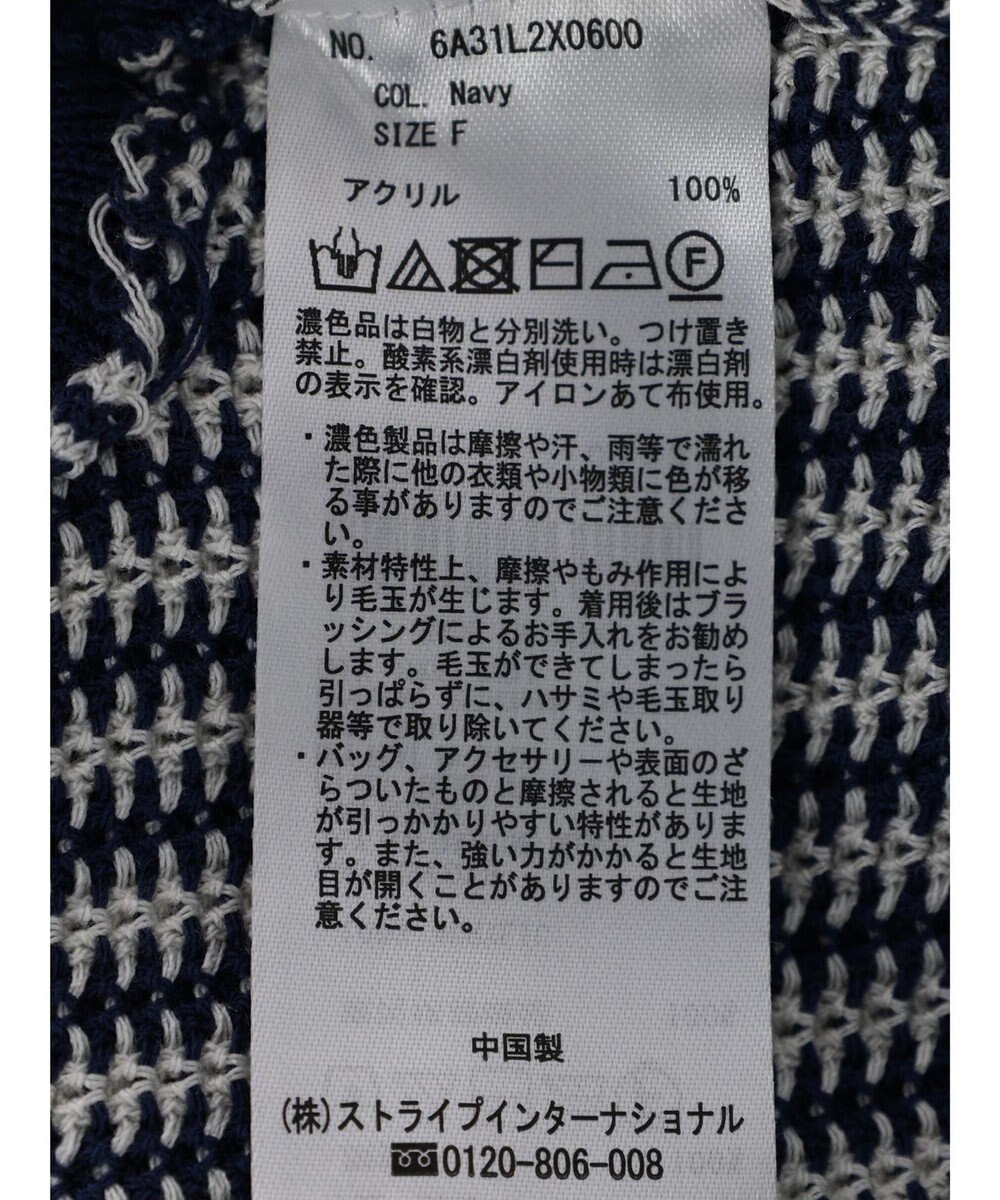 NO. 6A31L2X0600
COL. Navy
SIZE F
アクリル 100%
F
濃色品は白物と分別洗い。つけ置き
禁止。酸素系漂白剤使用時は漂白剤
の表示を確認。アイロンあて布使用。
・濃色製品は摩擦や汗、雨等で濡れ
た際に他の衣類や小物類に色が移
る事がありますのでご注意くださ
い。
・素材特性上、摩擦やもみ作用によ
り毛玉が生じます。着用後はブラ
ッシングによるお手入れをお勧め
します。毛玉ができてしまったら
引っぱらずに、ハサミや毛玉取り
器等で取り除いてください。
・バッグ、アクセサリーや表面のざ
らついたものと摩擦されると生地
が引っかかりやすい特性がありま
す。また、強い力がかかると生地
目が開くことがありますのでご注
意ください。
中国製
(株)ストライプインターナショナル
0120-806-008